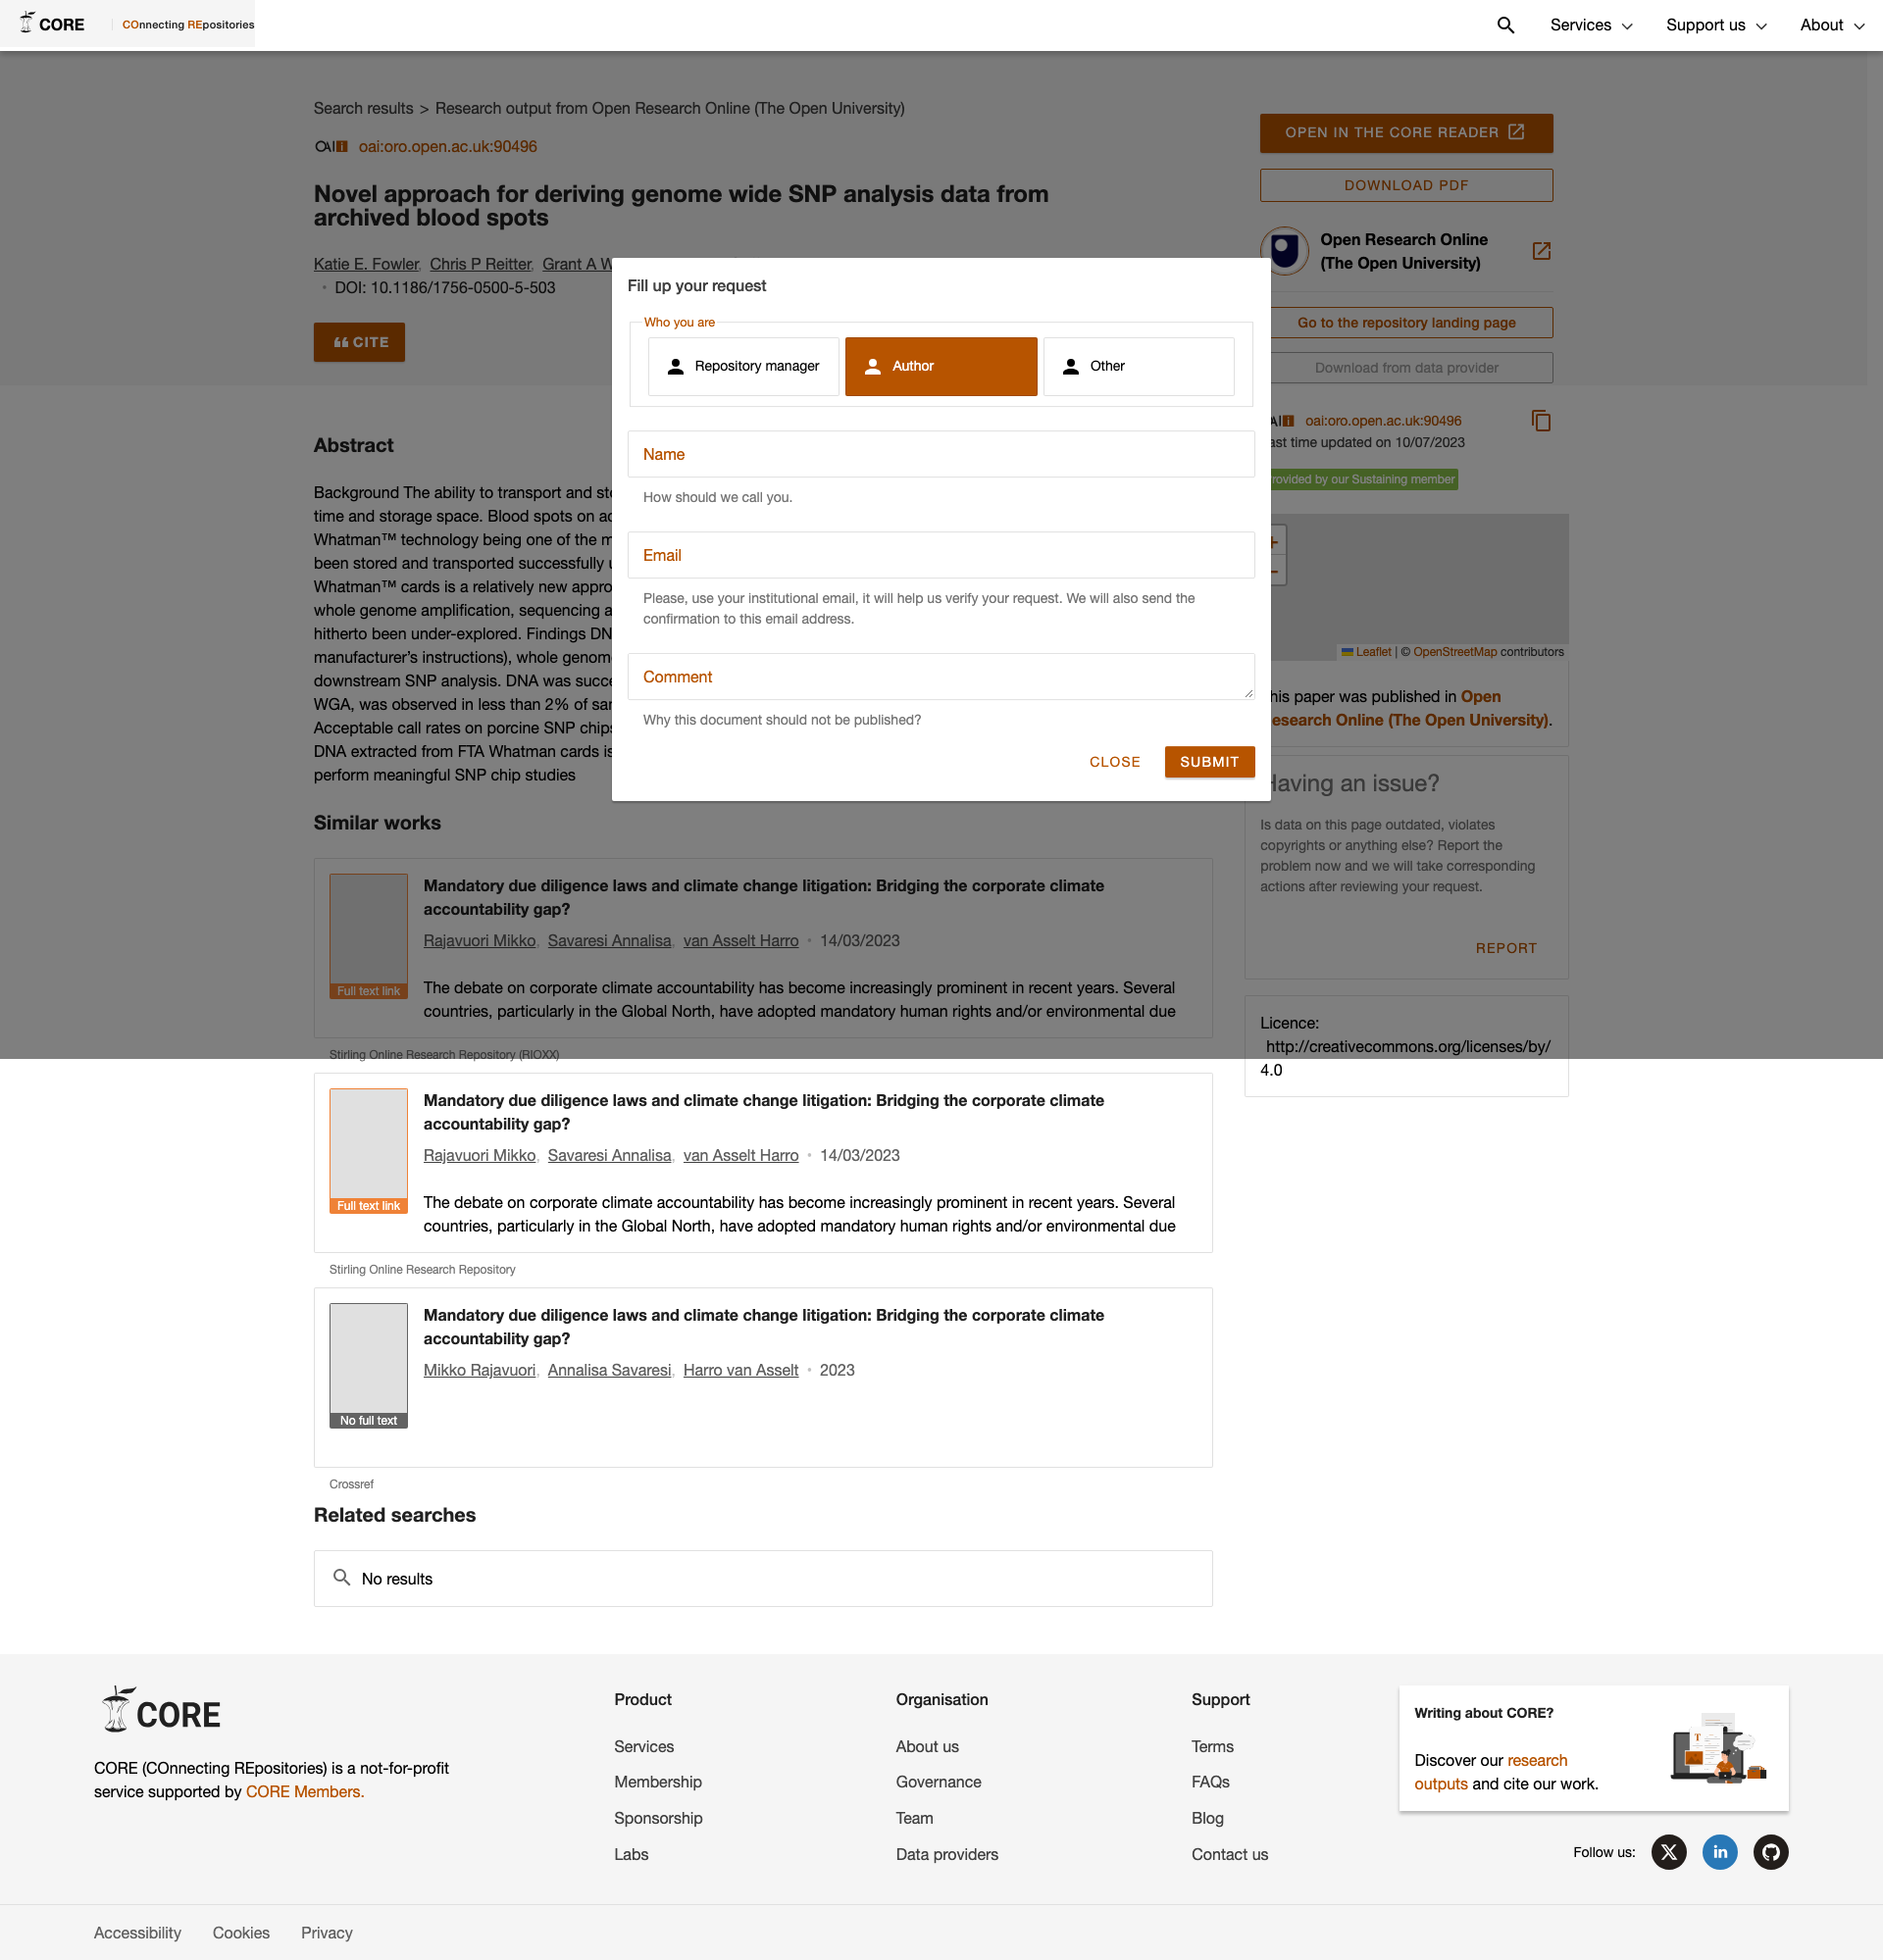 CORE
COnnecting REpositories
Services
Support us
About
Search results > Research output from Open Research Online (The Open University)
OAI oai:oro.open.ac.uk:90496
Novel approach for deriving genome wide SNP analysis data from
archived blood spots
Katie E. Fowler, Chris P Reitter, Grant A
• DOI: 10.1186/1756-0500-5-503
CITE
OPEN IN THE CORE READER
DOWNLOAD PDF
Open Research Online
(The Open University)
Go to the repository landing page
Download from data provider
oai:oro.open.ac.uk:90496
time updated on 10/07/2023
by our Sustaining member
+
−
Leaflet | © OpenStreetMap contributors
paper was published in Open
Online (The Open University).
Having an issue?
Is data on this page outdated, violates
copyrights or anything else? Report the
problem now and we will take corresponding
actions after reviewing your request.
REPORT
Licence:
http://creativecommons.org/licenses/by/
4.0
Fill up your request
Who you are
Repository manager
Author
Other
Name
How should we call you.
Email
Please, use your institutional email, it will help us verify your request. We will also send the
confirmation to this email address.
Comment
Why this document should not be published?
CLOSE
SUBMIT
Abstract
Background The ability to transport and
time and storage space. Blood spots on
Whatman™ technology being one of the
been stored and transported successfully
Whatman™ cards is a relatively new
whole genome amplification, sequencing
hitherto been under-explored. Findings
manufacturer's instructions), whole
downstream SNP analysis. DNA was
WGA, was observed in less than 2% of
Acceptable call rates on porcine SNP
DNA extracted from FTA Whatman cards is
perform meaningful SNP chip studies
Similar works
Full text link
Mandatory due diligence laws and climate change litigation: Bridging the corporate climate
accountability gap?
Rajavuori Mikko, Savaresi Annalisa, van Asselt Harro • 14/03/2023
The debate on corporate climate accountability has become increasingly prominent in recent years. Several
countries, particularly in the Global North, have adopted mandatory human rights and/or environmental due
Stirling Online Research Repository (RIOXX)
Full text link
Mandatory due diligence laws and climate change litigation: Bridging the corporate climate
accountability gap?
Rajavuori Mikko, Savaresi Annalisa, van Asselt Harro • 14/03/2023
The debate on corporate climate accountability has become increasingly prominent in recent years. Several
countries, particularly in the Global North, have adopted mandatory human rights and/or environmental due
Stirling Online Research Repository
No full text
Mandatory due diligence laws and climate change litigation: Bridging the corporate climate
accountability gap?
Mikko Rajavuori, Annalisa Savaresi, Harro van Asselt • 2023
Crossref
Related searches
No results
CORE
CORE (COnnecting REpositories) is a not-for-profit
service supported by CORE Members.
Product
Services
Membership
Sponsorship
Labs
Organisation
About us
Governance
Team
Data providers
Support
Terms
FAQs
Blog
Contact us
Writing about CORE?
Discover our research
outputs and cite our work.
Follow us:
Accessibility
Cookies
Privacy